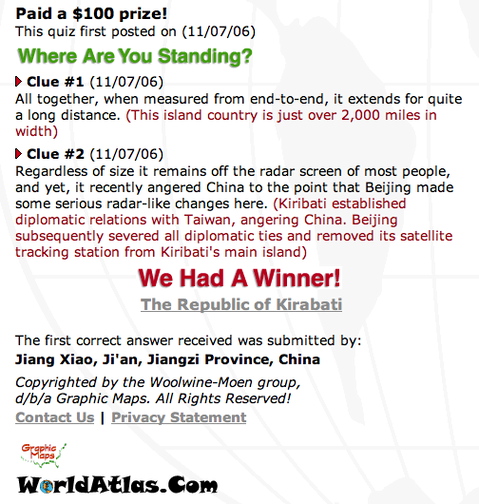 Paid a $100 prize!
This quiz first posted on (11/07/06)
Where Are You Standing?
Clue #1 (11/07/06)
All together, when measured from end-to-end, it extends for quite
a long distance. (This island country is just over 2,000 miles in
width)
Clue #2 (11/07/06)
Regardless of size it remains off the radar screen of most people,
and yet, it recently angered China to the point that Beijing made
some serious radar-like changes here. (Kiribati established
diplomatic relations with Taiwan, angering China. Beijing
subsequently severed all diplomatic ties and removed its satellite
tracking station from Kiribati's main island)
We Had A Winner!
The Republic of Kirabati
The first correct answer received was submitted by:
Jiang Xiao, Ji'an, Jiangzi Province, China
Copyrighted by the Woolwine-Moen group,
d/b/a Graphic Maps. All Rights Reserved!
Contact Us | Privacy Statement
Graphic
Maps
WorldAtlas.Com